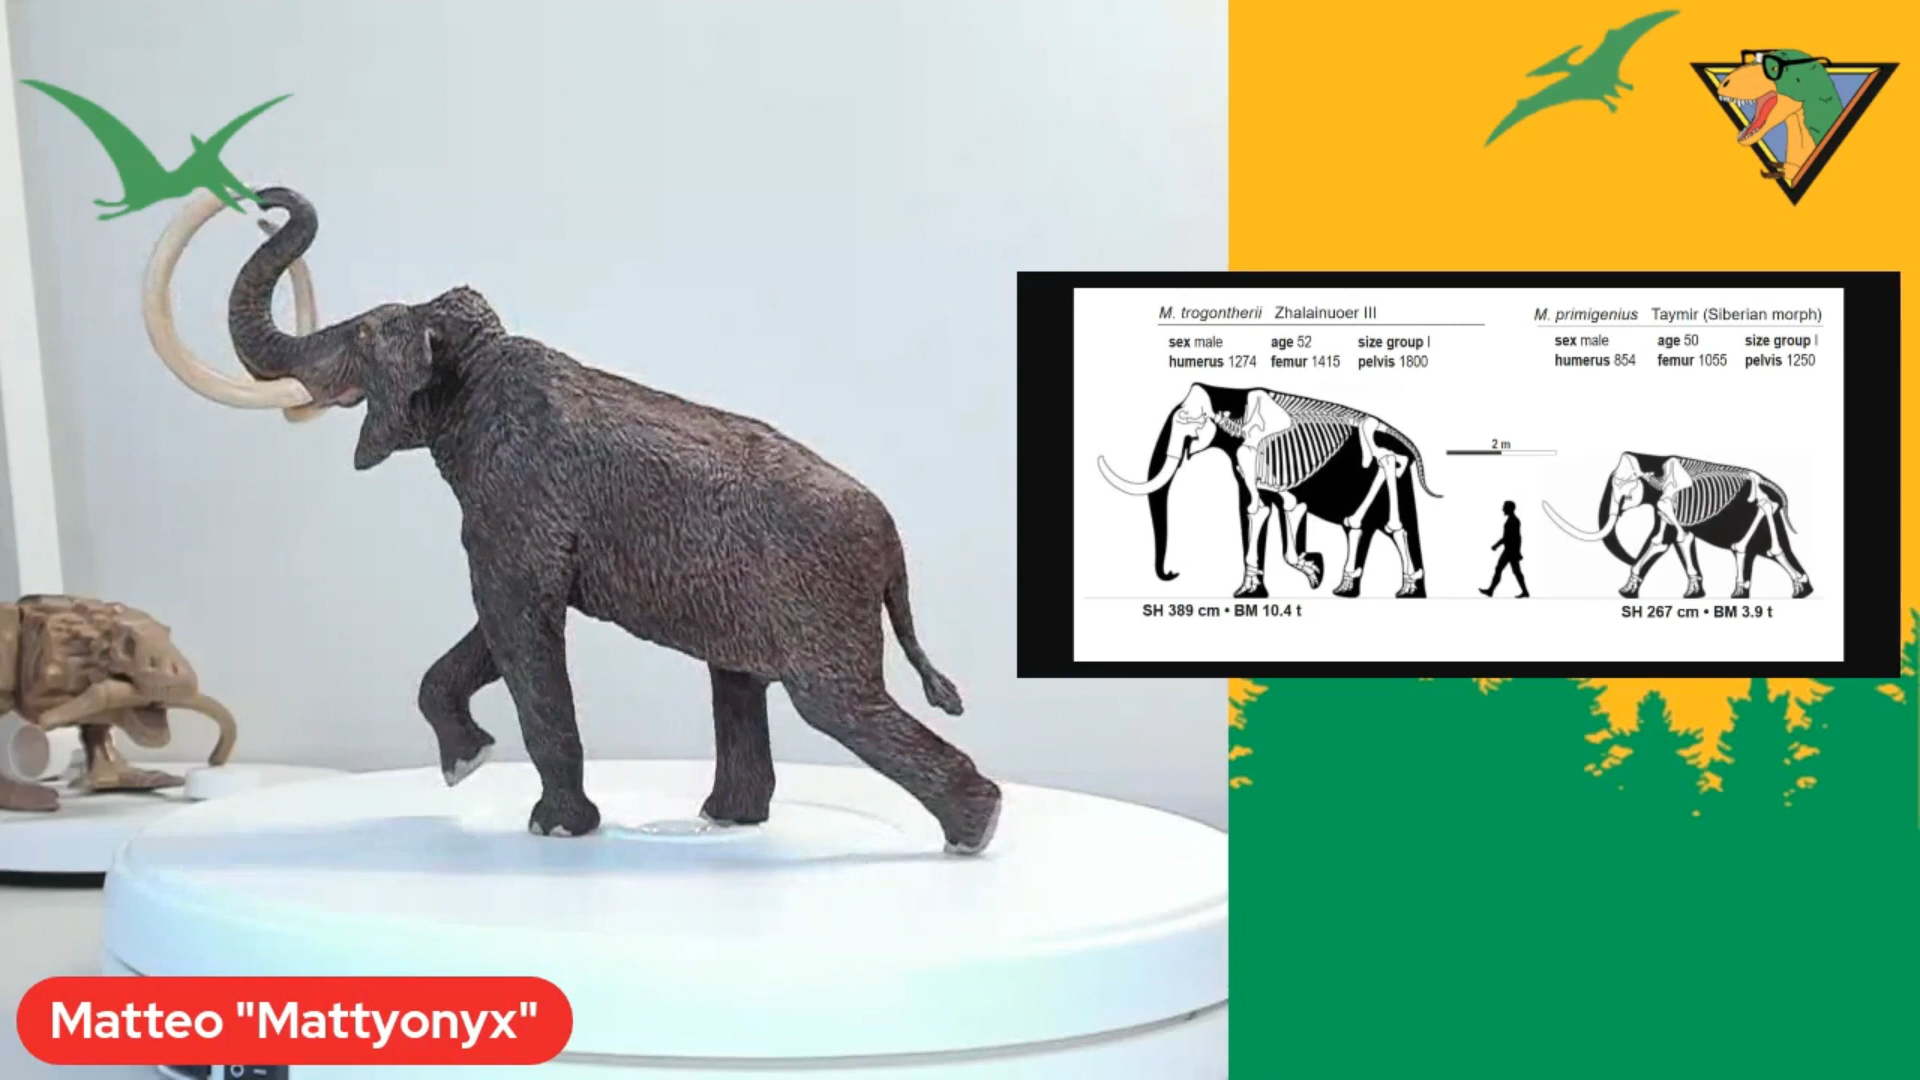 M. trogontherii Zhalainuoer III
sex male age 52 size group I
humerus 1274 femur 1415 pelvis 1800
M. primigenius Taymir (Siberian morph)
sex male age 50 size group I
humerus 854 femur 1055 pelvis 1250
2 m
SH 389 cm • BM 10.4 t
SH 267 cm • BM 3.9 t
Matteo "Mattyonyx"